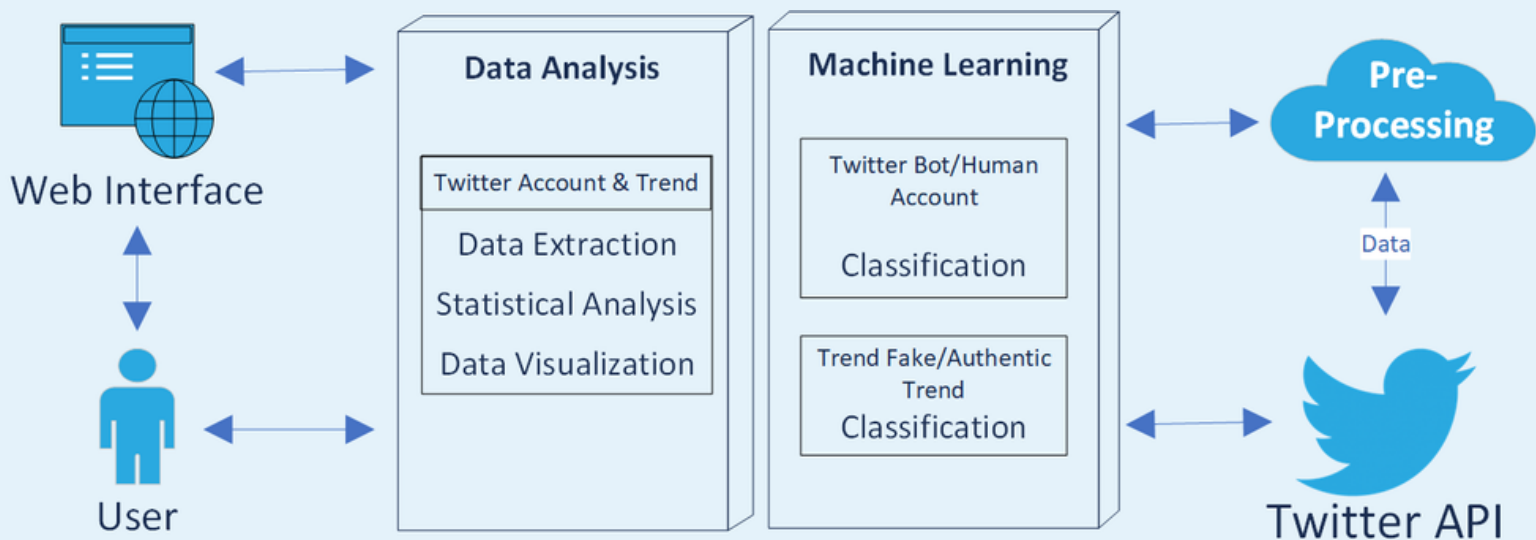 Web Interface
User
Data Analysis
Twitter Account & Trend
Data Extraction
Statistical Analysis
Data Visualization
Machine Learning
Twitter Bot/Human
Account
Classification
Trend Fake/Authentic
Trend
Classification
Pre-
Processing
Data
Twitter API